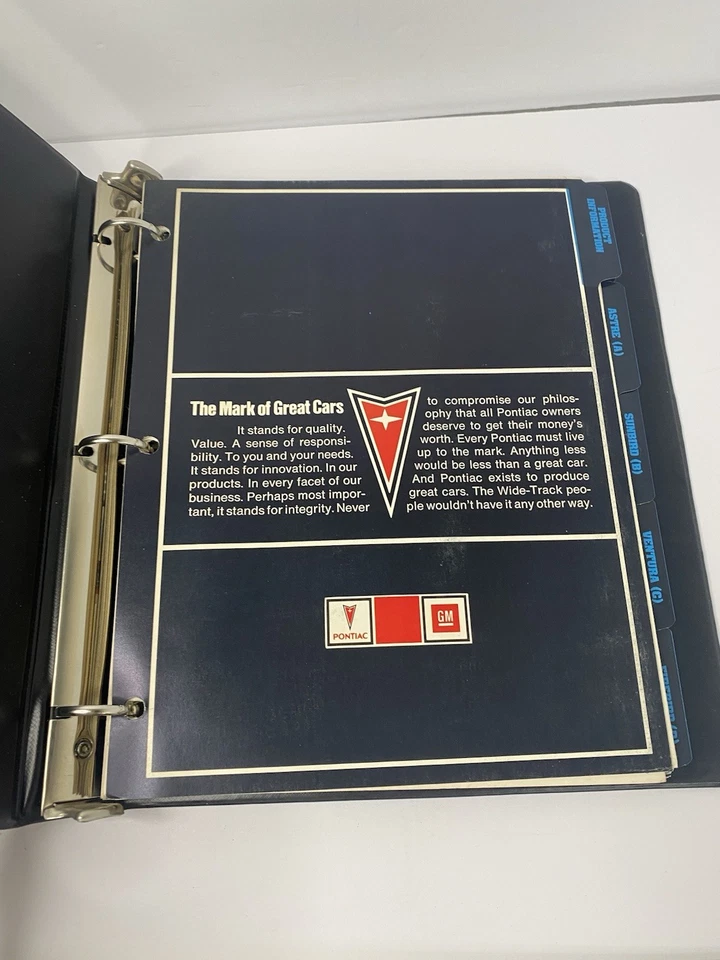 The Mark of Great Cars
It stands for quality.
Value. A sense of responsi-
bility. To you and your needs.
It stands for innovation. In our
products. In every facet of our
business. Perhaps most impor-
tant, it stands for integrity. Never
to compromise our philos-
ophy that all Pontiac owners
deserve to get their money's
worth. Every Pontiac must live
up to the mark. Anything less
would be less than a great car.
And Pontiac exists to produce
great cars. The Wide-Track peo-
ple wouldn't have it any other way.
PONTIAC
GM
PRODUCT
INFORMATION
ASTRE (A)
SUNBIRD (B)
VENTURA (C)